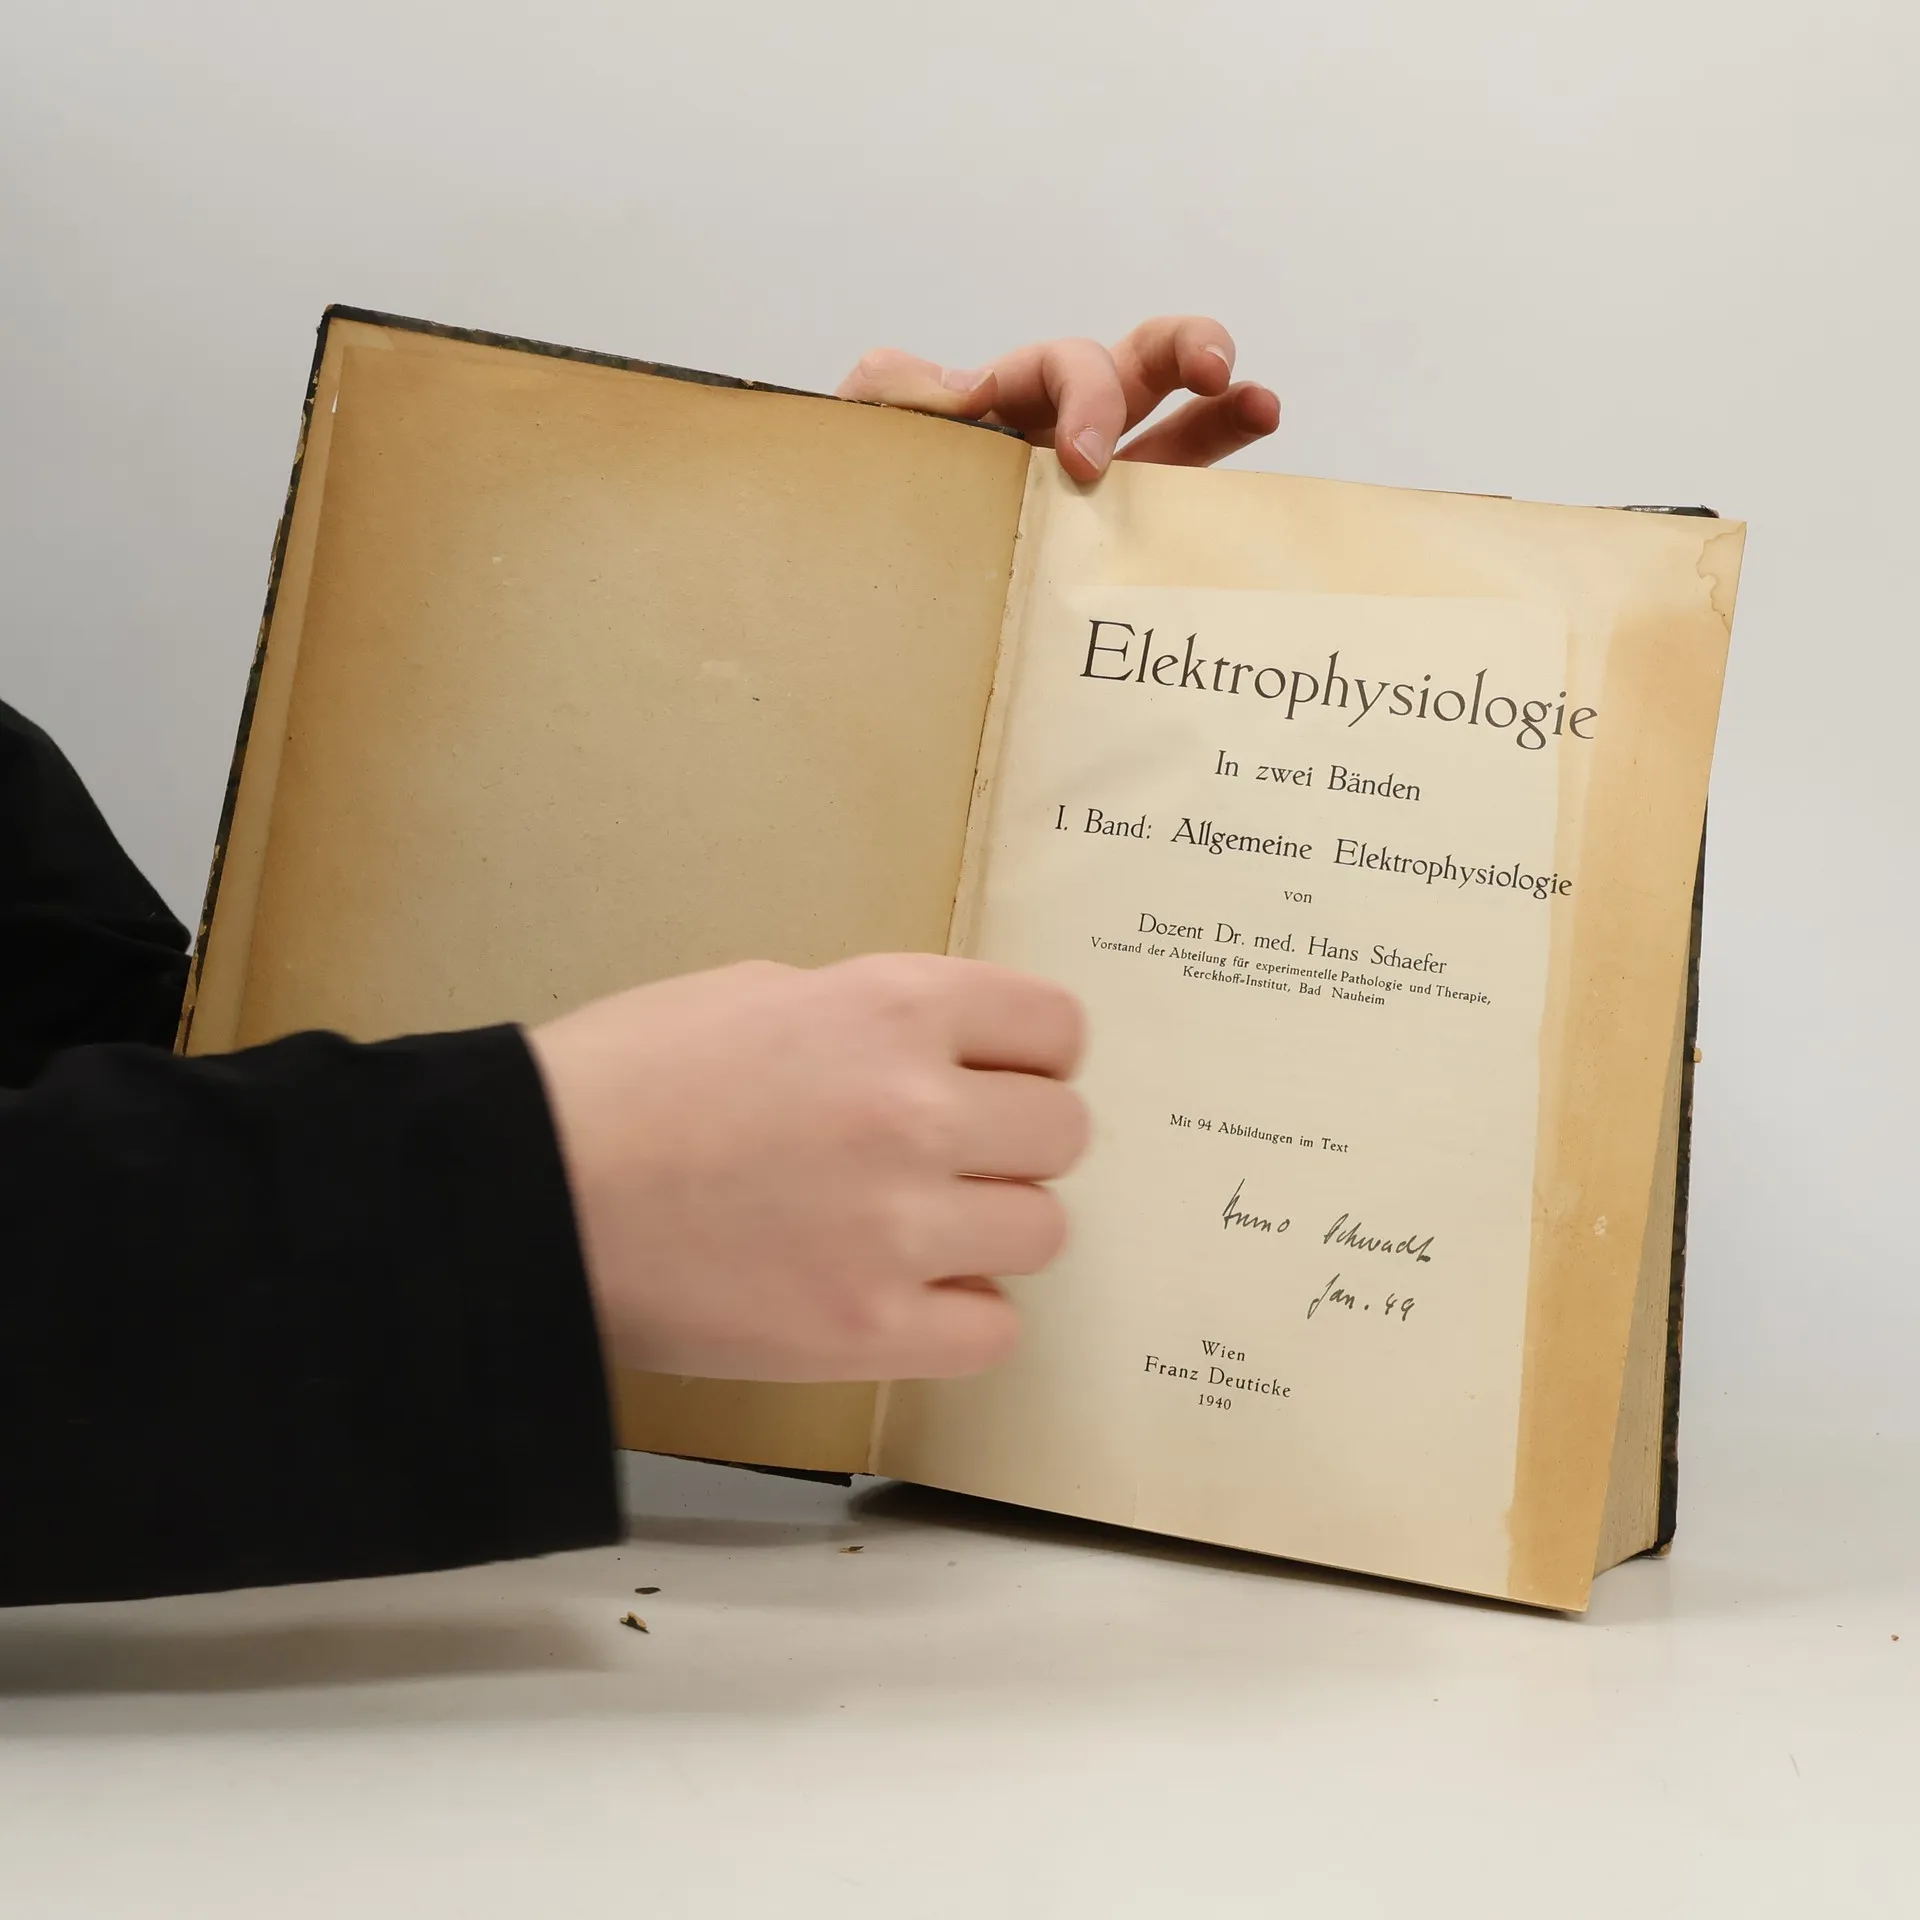 Elektrophysiologie
In zwei Bänden
I. Band: Allgemeine Elektrophysiologie
von
Dozent Dr. med. Hans Schaefer
Vorstand der Abteilung für experimentelle Pathologie und Therapie,
Kerckhoff-Institut, Bad Nauheim
Mit 94 Abbildungen im Text
Schwadt
Jan. 49
Wien
Franz Deuticke
1940